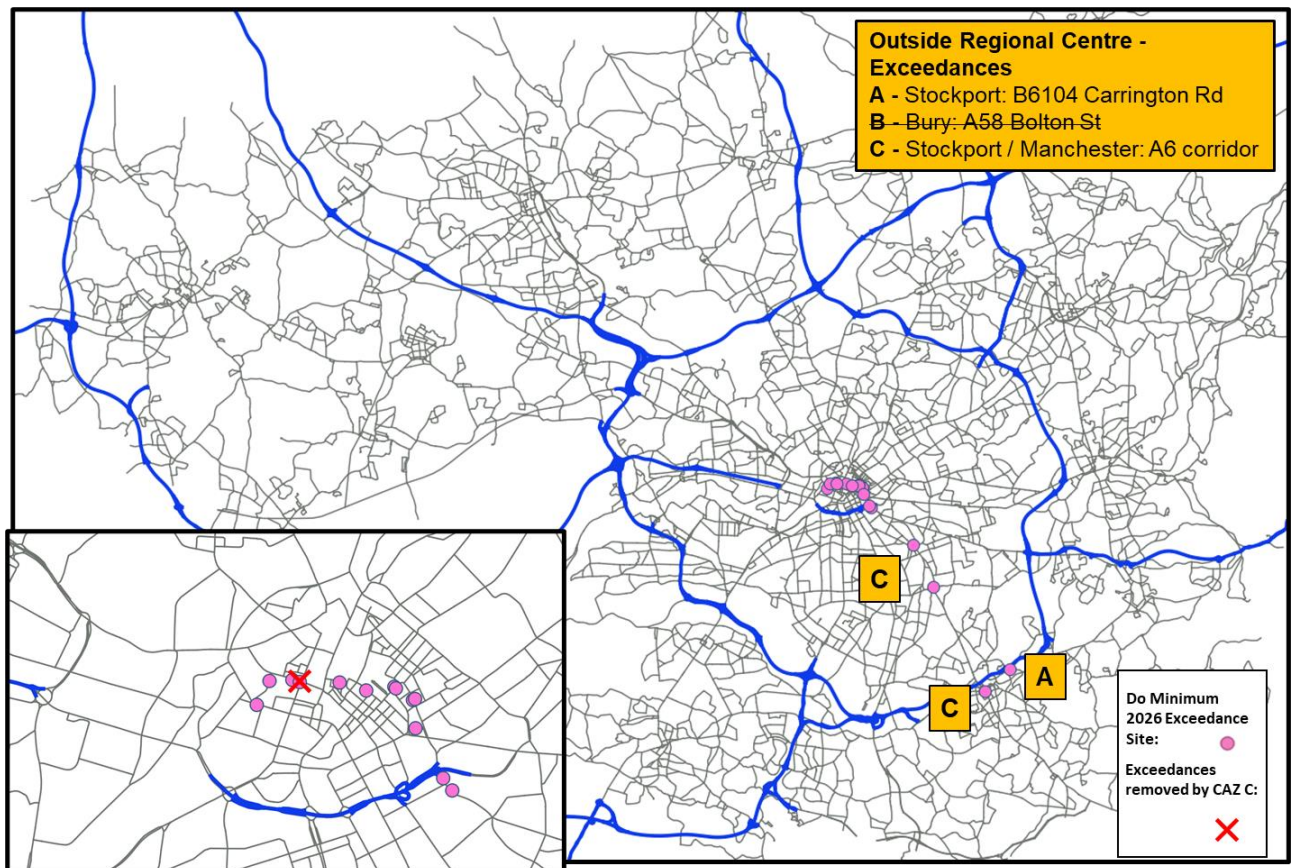 Outside Regional Centre -
Exceedances
A - Stockport: B6104 Carrington Rd
B - Bury: A58 Bolton St
C - Stockport / Manchester: A6 corridor
C
A
C
Do Minimum
2026 Exceedance
Site:
Exceedances
removed by CAZ C: